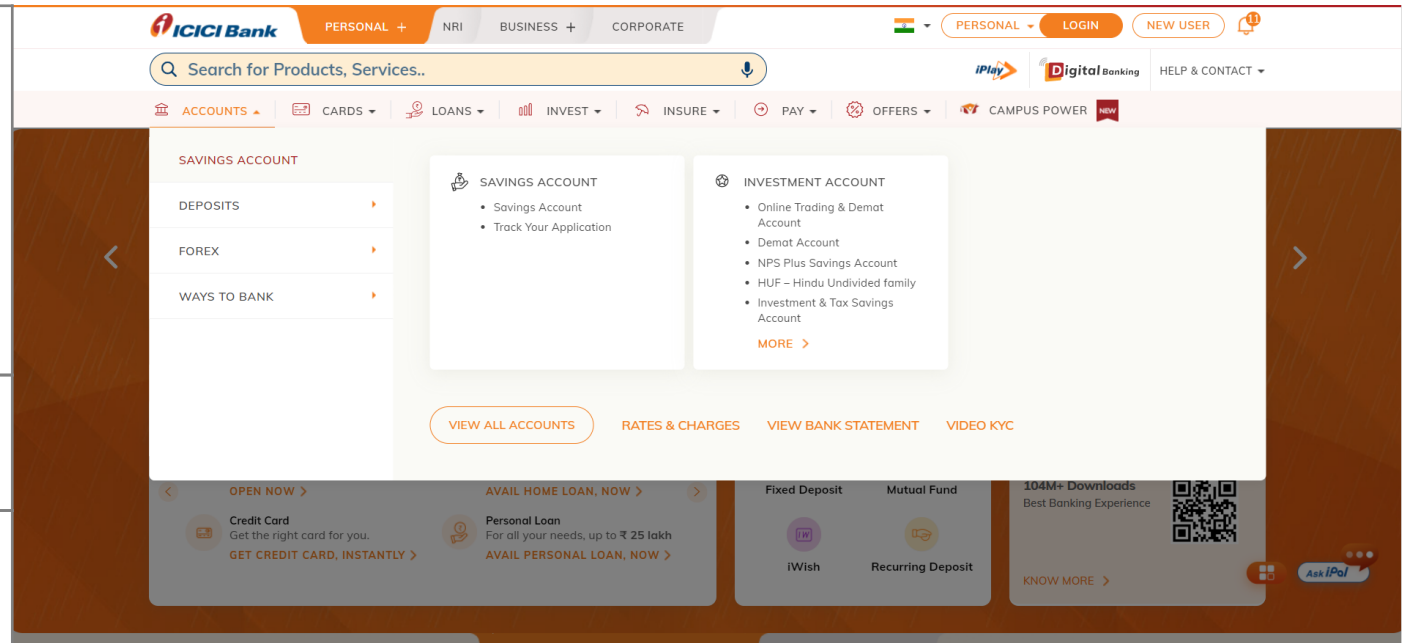 ICICI Bank
PERSONAL +
NRI
BUSINESS +
CORPORATE
PERSONAL
LOGIN
NEW USER
11
Search for Products, Services..
iPlay
Digital Banking
HELP & CONTACT
ACCOUNTS
CARDS
LOANS
INVEST
INSURE
PAY
OFFERS
CAMPUS POWER
NEW
SAVINGS ACCOUNT
DEPOSITS
FOREX
WAYS TO BANK
SAVINGS ACCOUNT
• Savings Account
• Track Your Application
INVESTMENT ACCOUNT
• Online Trading & Demat
Account
• Demat Account
• NPS Plus Savings Account
• HUF – Hindu Undivided family
• Investment & Tax Savings
Account
MORE >
VIEW ALL ACCOUNTS
RATES & CHARGES
VIEW BANK STATEMENT
VIDEO KYC
OPEN NOW >
AVAIL HOME LOAN, NOW >
Credit Card
Get the right card for you.
GET CREDIT CARD, INSTANTLY >
Personal Loan
For all your needs, up to ₹ 25 lakh
AVAIL PERSONAL LOAN, NOW >
Fixed Deposit
Mutual Fund
iW
iWish
Recurring Deposit
104M+ Downloads
Best Banking Experience
KNOW MORE >
Ask iPal